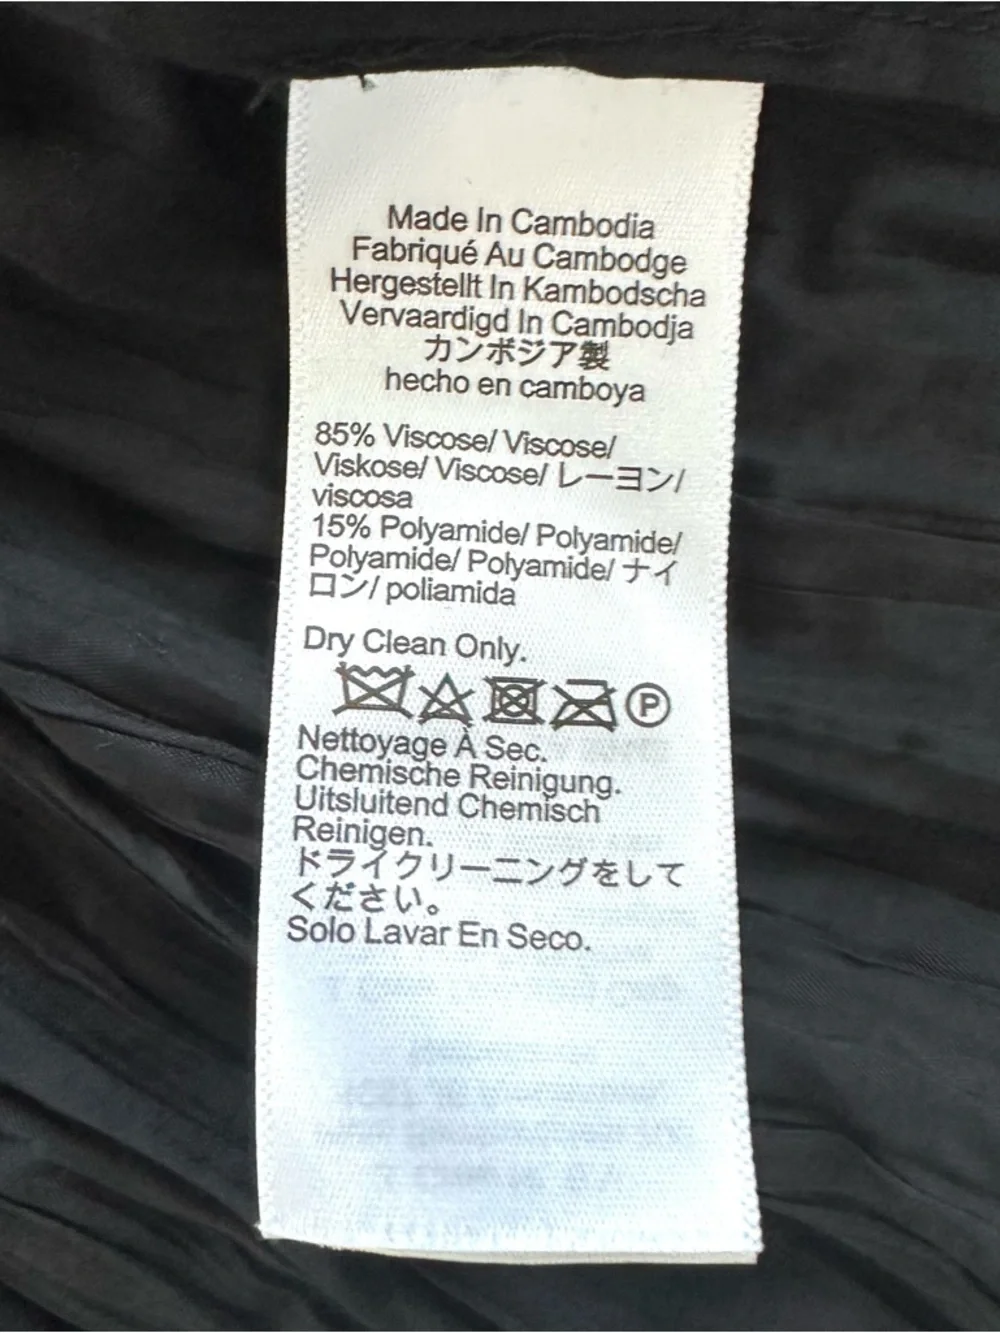 Made In Cambodia
Fabriqué Au Cambodge
Hergestellt In Kambodscha
Vervaardigd In Cambodja
カンボジア製
hecho en camboya
85% Viscose/ Viscose/
Viskose/ Viscose/ レーヨン/
viscosa
15% Polyamide/ Polyamide/
Polyamide/ Polyamide/ ナイ
ロン/ poliamida
Dry Clean Only.
P
Nettoyage À Sec.
Chemische Reinigung.
Uitsluitend Chemisch
Reinigen.
ドライクリーニングをして
ください。
Solo Lavar En Seco.